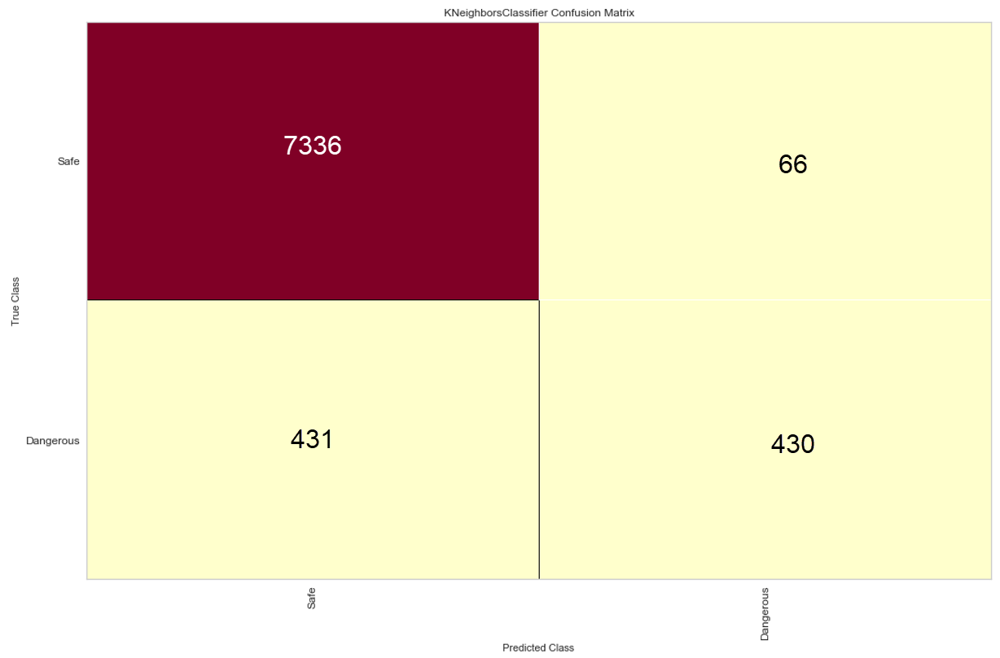 KNeighborsClassifier Confusion Matrix
7336
66
Safe
True Class
431
430
Dangerous
Safe
Dangerous
Predicted Class